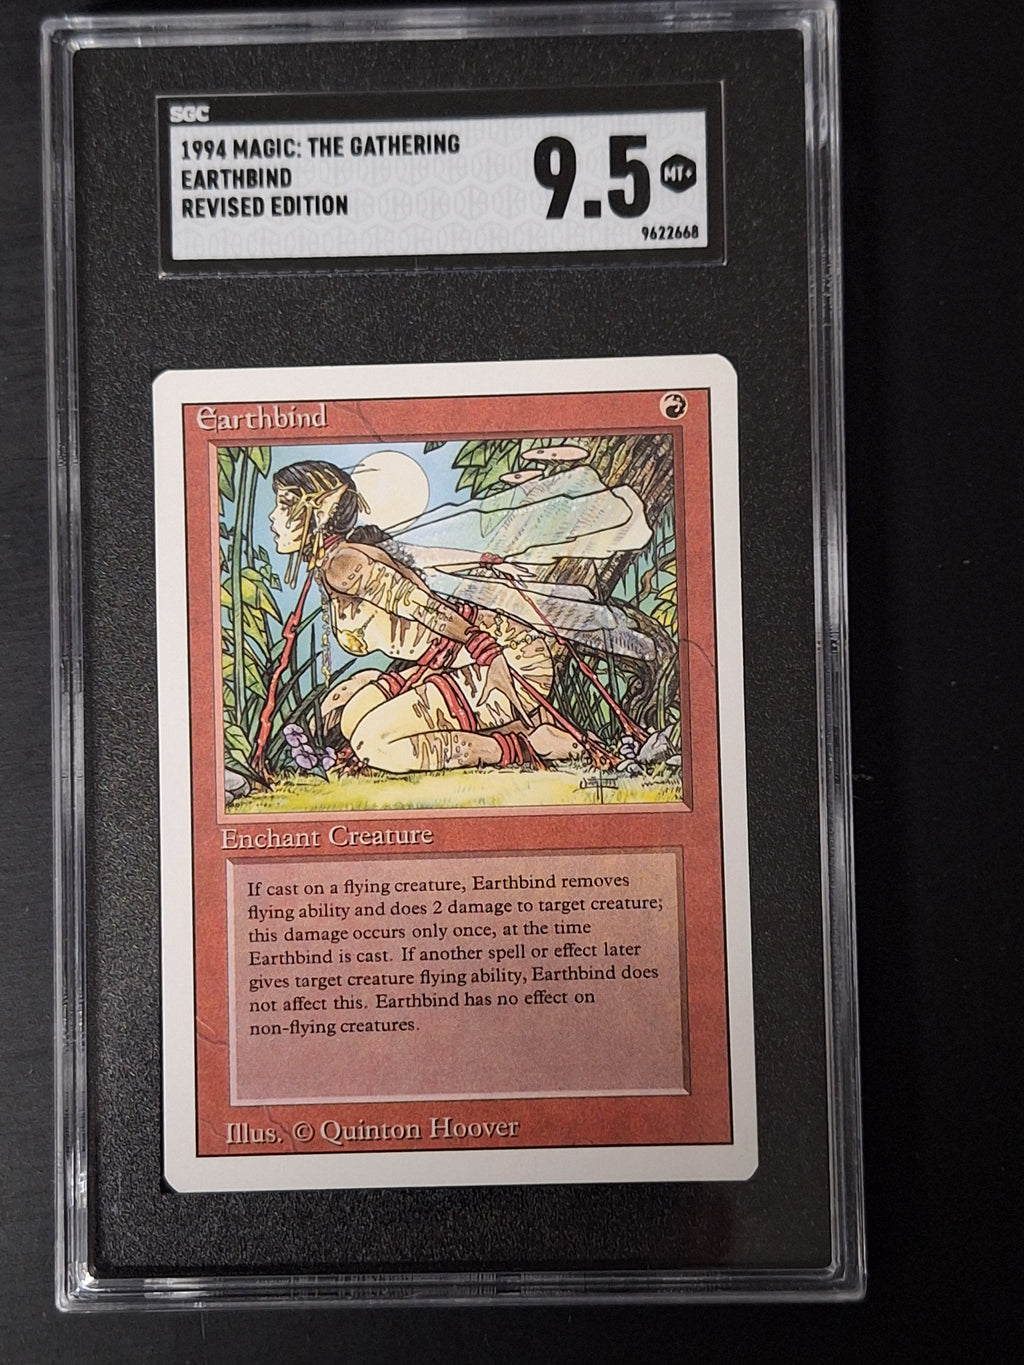 SGC
1994 MAGIC: THE GATHERING
EARTHBIND
REVISED EDITION
9.5 MT+
9622668
Earthbind
Enchant Creature
If cast on a flying creature, Earthbind removes
flying ability and does 2 damage to target creature;
this damage occurs only once, at the time
Earthbind is cast. If another spell or effect later
gives target creature flying ability, Earthbind does
not affect this. Earthbind has no effect on
non-flying creatures.
Illus. © Quinton Hoover